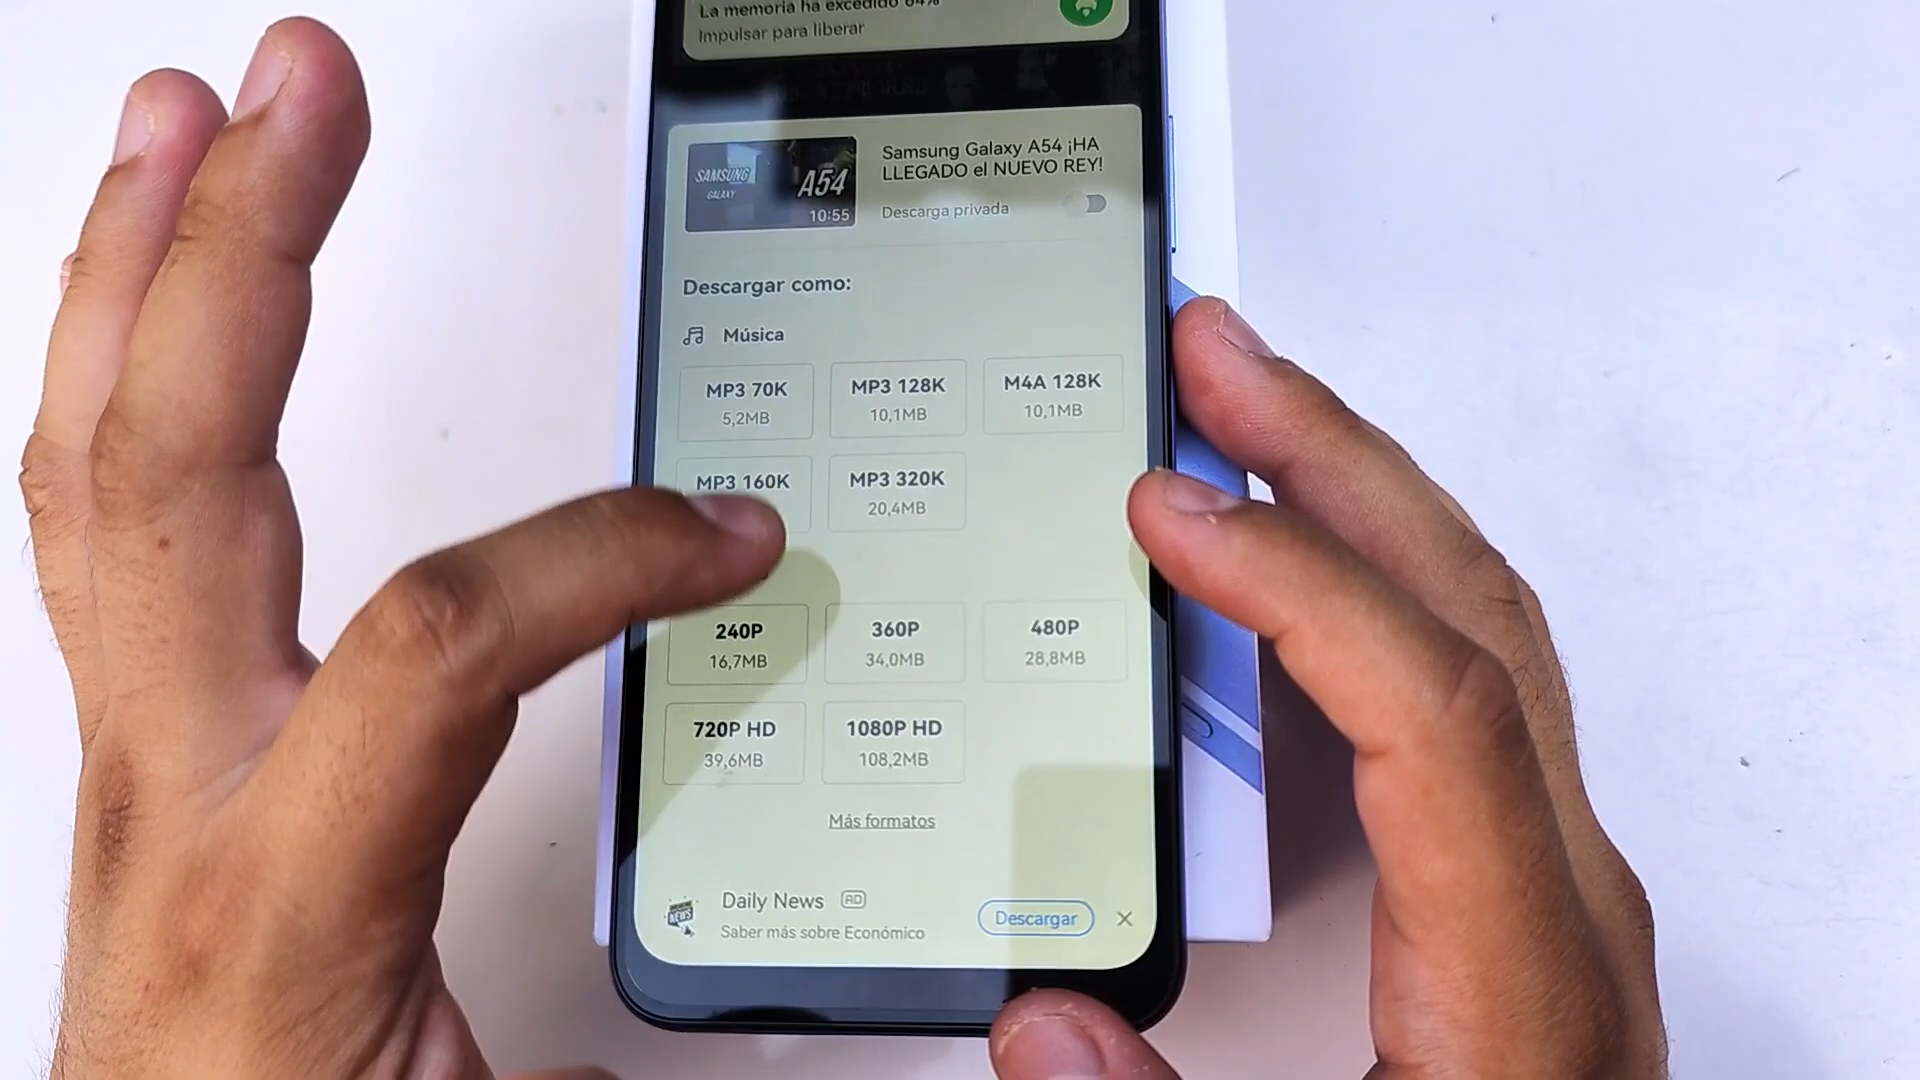 La memoria ha excedido 84%
Impulsar para liberar
SAMSUNG
GALAXY
A54
10:55
Samsung Galaxy A54 ¡HA
LLEGADO el NUEVO REY!
Descarga privada
Descargar como:
Música
MP3 70K
MP3 128K
M4A 128K
5,2MB
10,1MB
10,1MB
MP3 160K
MP3 320K
20,4MB
240P
360P
480P
16,7MB
34,0MB
28,8MB
720P HD
1080P HD
39,6MB
108,2MB
Más formatos
NEWS
Daily News
AD
Saber más sobre Económico
Descargar